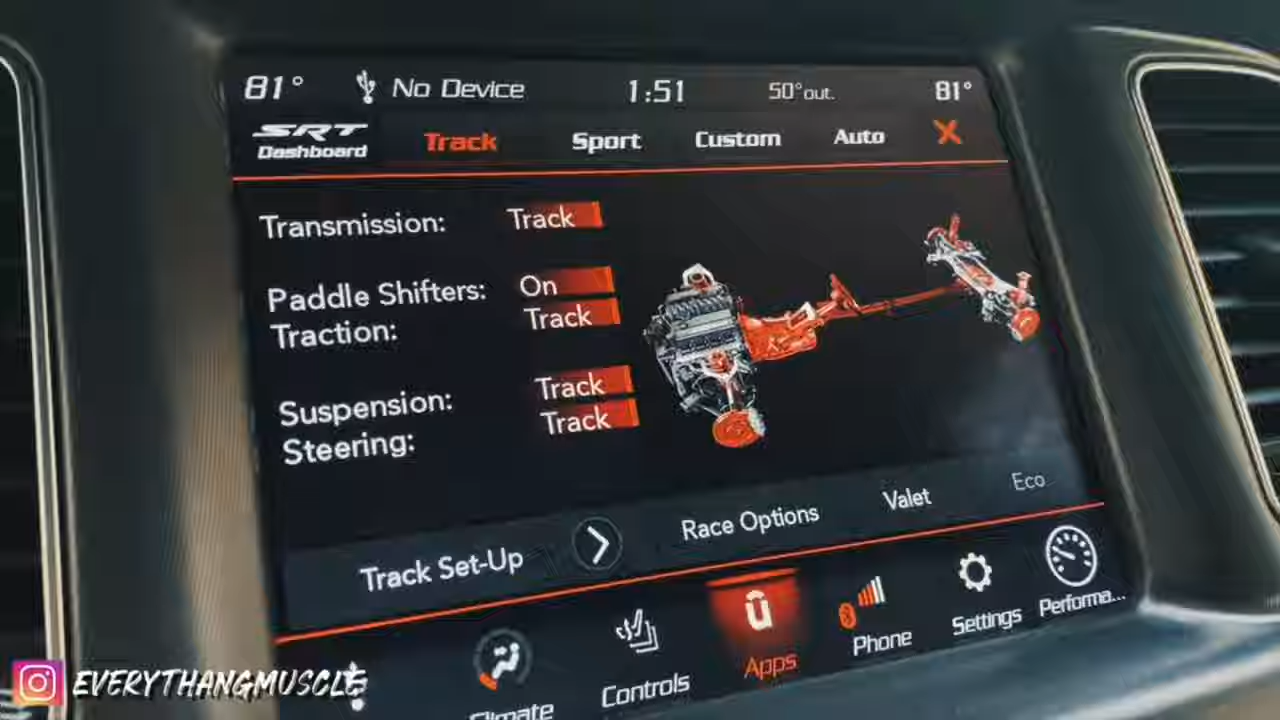 81° No Device 1:51 50°out. 81°
SRT Dashboard Track Sport Custom Auto X
Transmission: Track
Paddle Shifters: On
Traction: Track
Suspension: Track
Steering: Track
Track Set-Up Race Options Valet Eco
Climate Controls Apps Phone Settings Performa...
EVERYTHANGMUSCLE